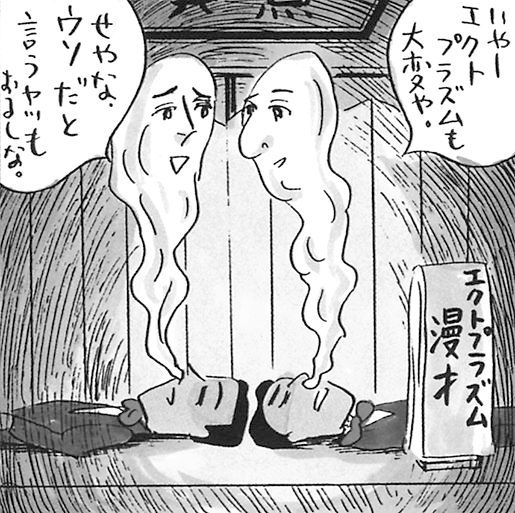 いやー
エクト
プラズムも
大変や。
せやな、
ウソだと
言うヤツも
おるしな。
エクトプラズム
漫才